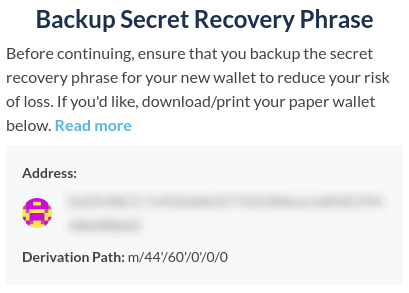 Backup Secret Recovery Phrase
Before continuing, ensure that you backup the secret
recovery phrase for your new wallet to reduce your risk
of loss. If you'd like, download/print your paper wallet
below. Read more
Address:
Derivation Path: m/44'/60'/0'/0/0